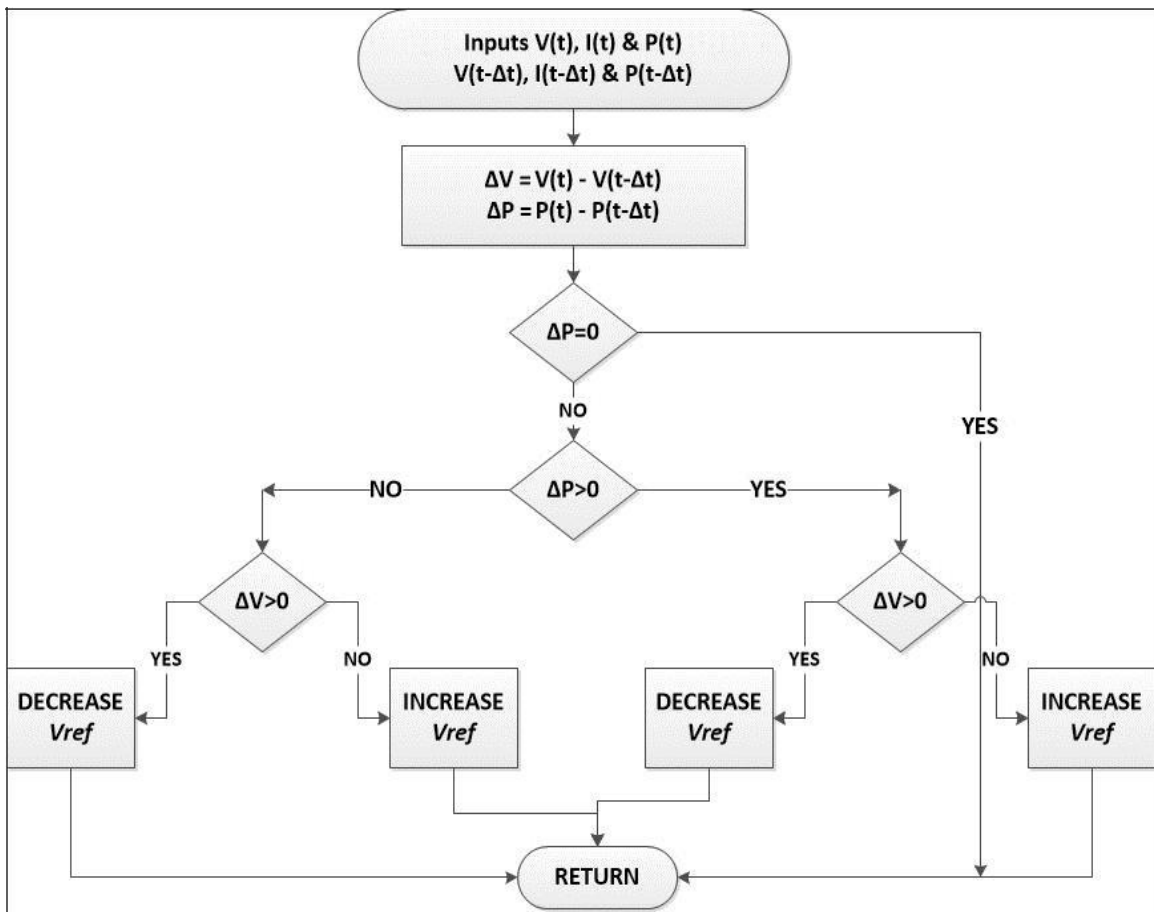 Inputs V(t), I(t) & P(t)
V(t-Δt), I(t-Δt) & P(t-Δt)
ΔV = V(t) - V(t-Δt)
ΔP = P(t) - P(t-Δt)
ΔP=0
NO
YES
ΔP>0
NO
YES
ΔV>0
ΔV>0
YES
NO
YES
NO
DECREASE
Vref
INCREASE
Vref
DECREASE
Vref
INCREASE
Vref
RETURN